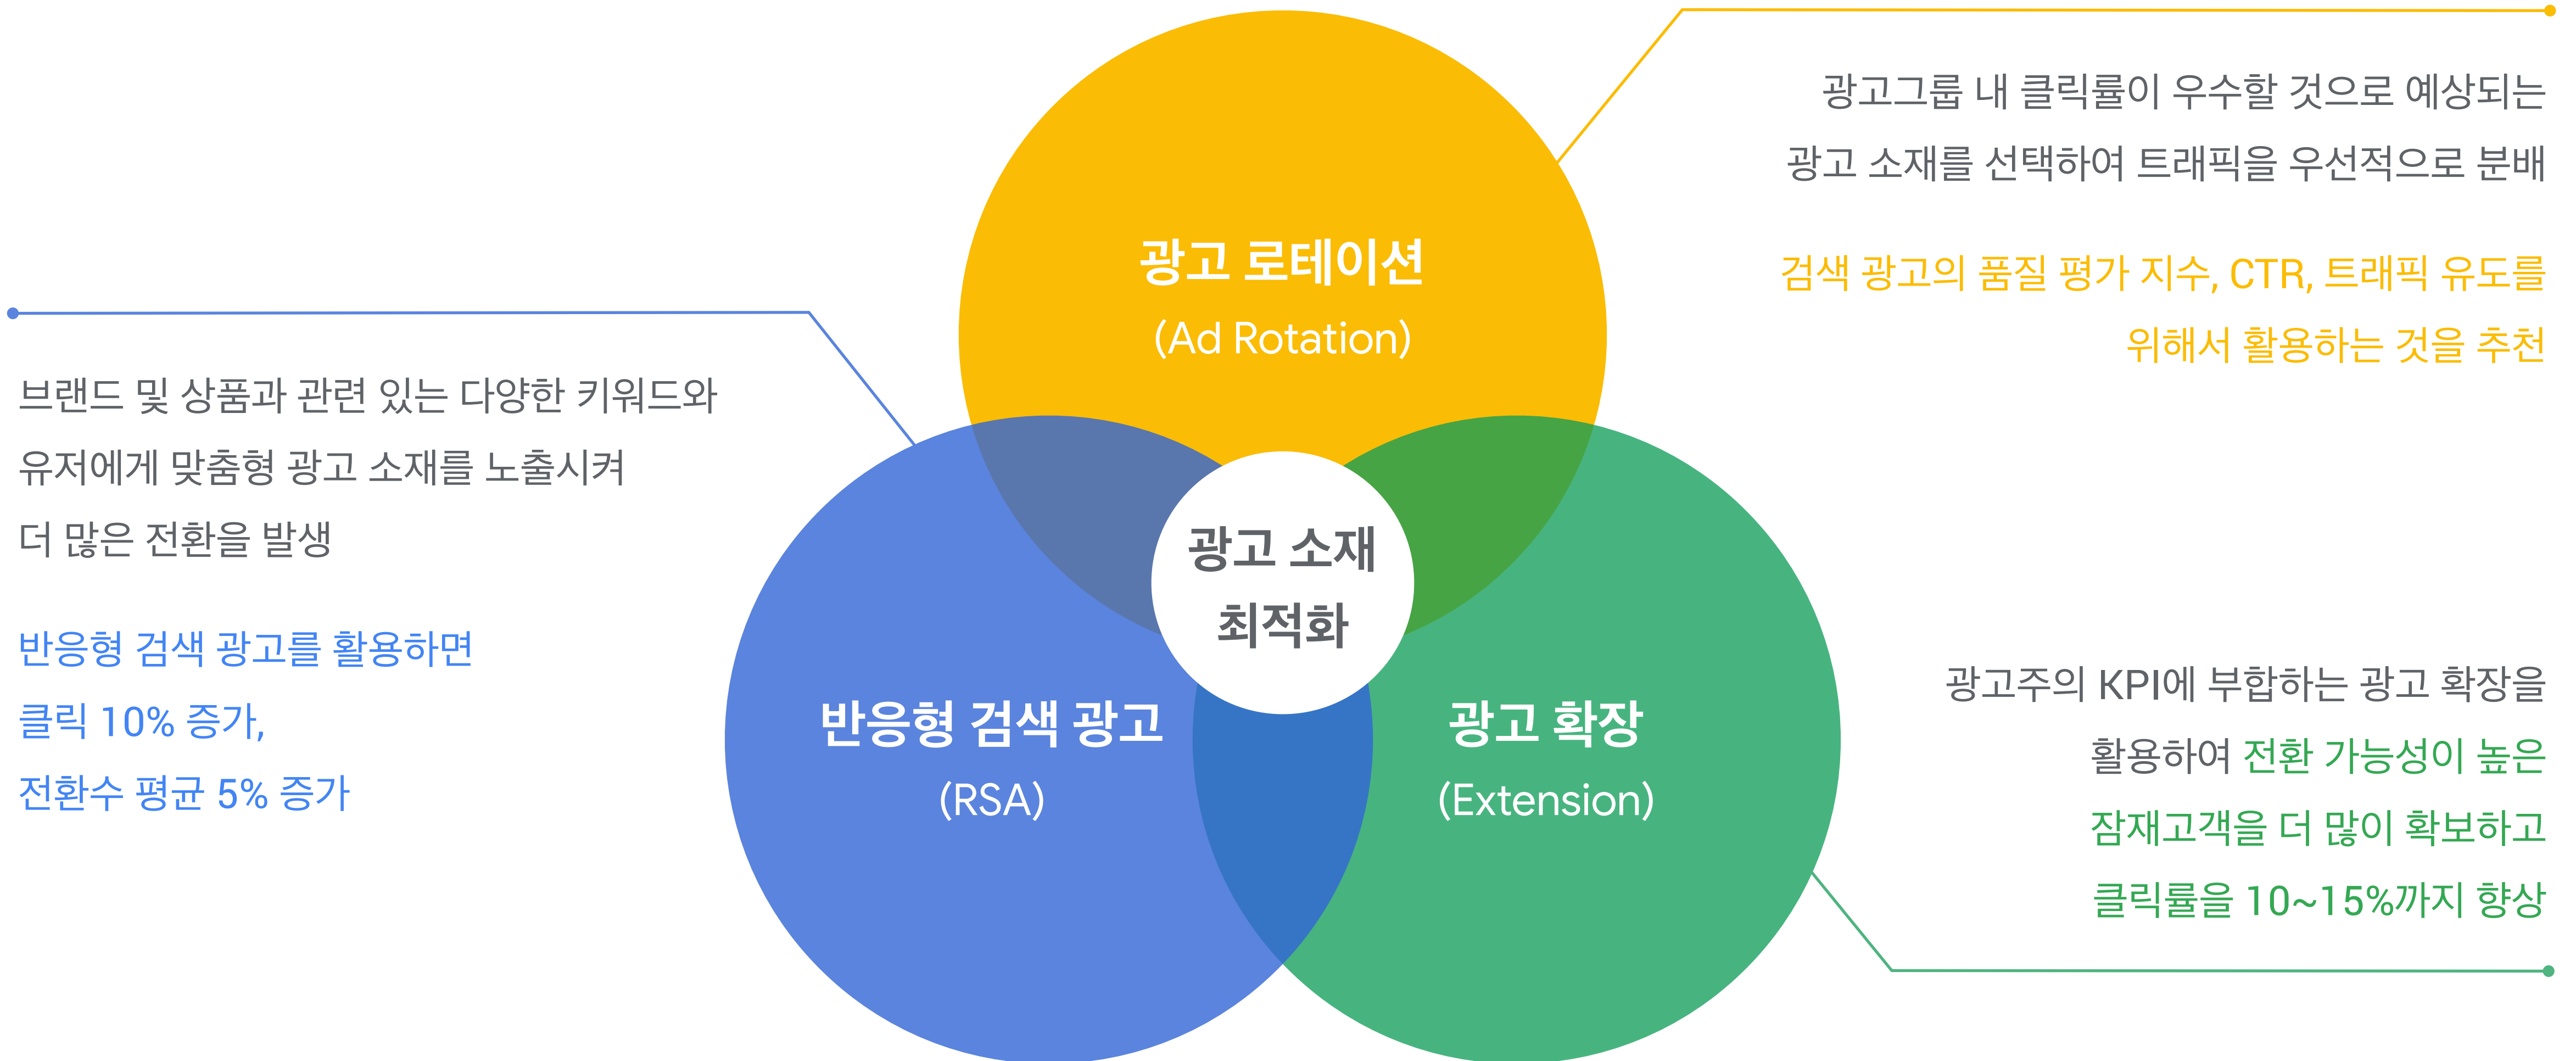 광고그룹 내 클릭률이 우수할 것으로 예상되는
광고 소재를 선택하여 트래픽을 우선적으로 분배
검색 광고의 품질 평가 지수, CTR, 트래픽 유도를
위해서 활용하는 것을 추천
광고 로테이션
(Ad Rotation)
브랜드 및 상품과 관련 있는 다양한 키워드와
유저에게 맞춤형 광고 소재를 노출시켜
더 많은 전환을 발생
반응형 검색 광고를 활용하면
클릭 10% 증가,
전환수 평균 5% 증가
광고 소재
최적화
반응형 검색 광고
(RSA)
광고 확장
(Extension)
광고주의 KPI에 부합하는 광고 확장을
활용하여 전환 가능성이 높은
잠재고객을 더 많이 확보하고
클릭률을 10~15%까지 향상